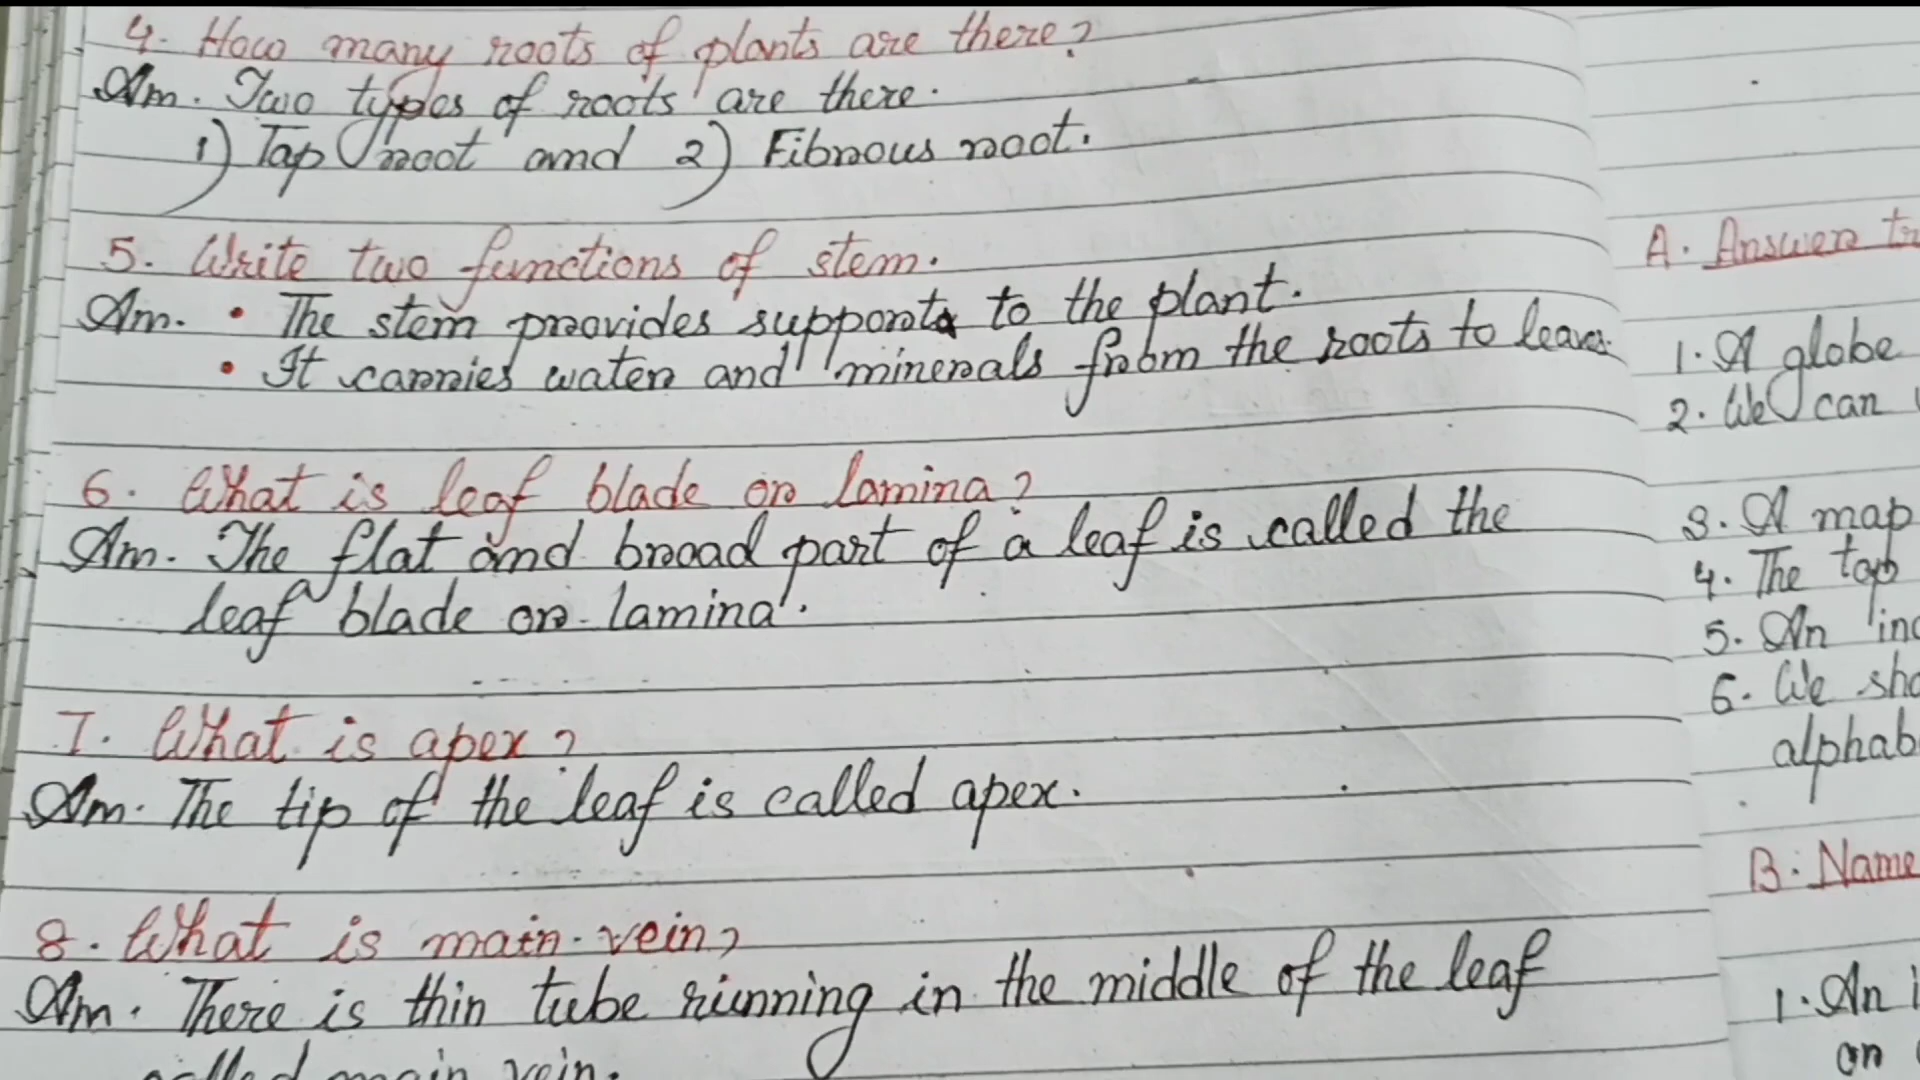 4. How many roots of plants are there?
Ans. Two types of roots are there.
1) Tap root and 2) Fibrous root.
5. Write two functions of stem.
Ans. • The stem provides support to the plant.
• It carries water and minerals from the roots to leaves.
6. What is leaf blade or lamina?
Ans. The flat and broad part of a leaf is called the
leaf blade or lamina.
7. What is apex?
Ans. The tip of the leaf is called apex.
8. What is main vein?
Ans. There is thin tube running in the middle of the leaf
called main vein.
A. Answer
1. A globe
2. We can
3. A map
4. The top
5. An
6. We
B. Name
1. An